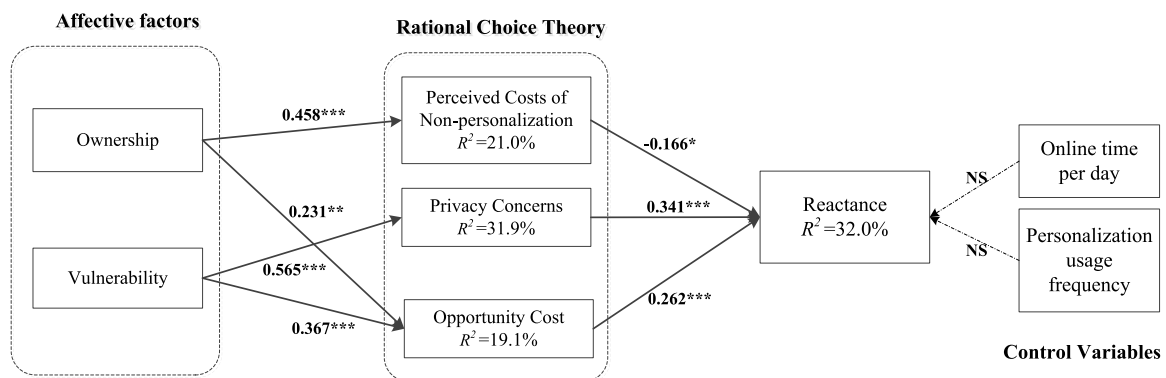 Affective factors
Rational Choice Theory
Ownership
Vulnerability
0.458***
0.231**
0.565***
0.367***
Perceived Costs of
Non-personalization
R²=21.0%
Privacy Concerns
R²=31.9%
Opportunity Cost
R²=19.1%
-0.166*
0.341***
0.262***
Reactance
R²=32.0%
NS
NS
Online time
per day
Personalization
usage
frequency
Control Variables